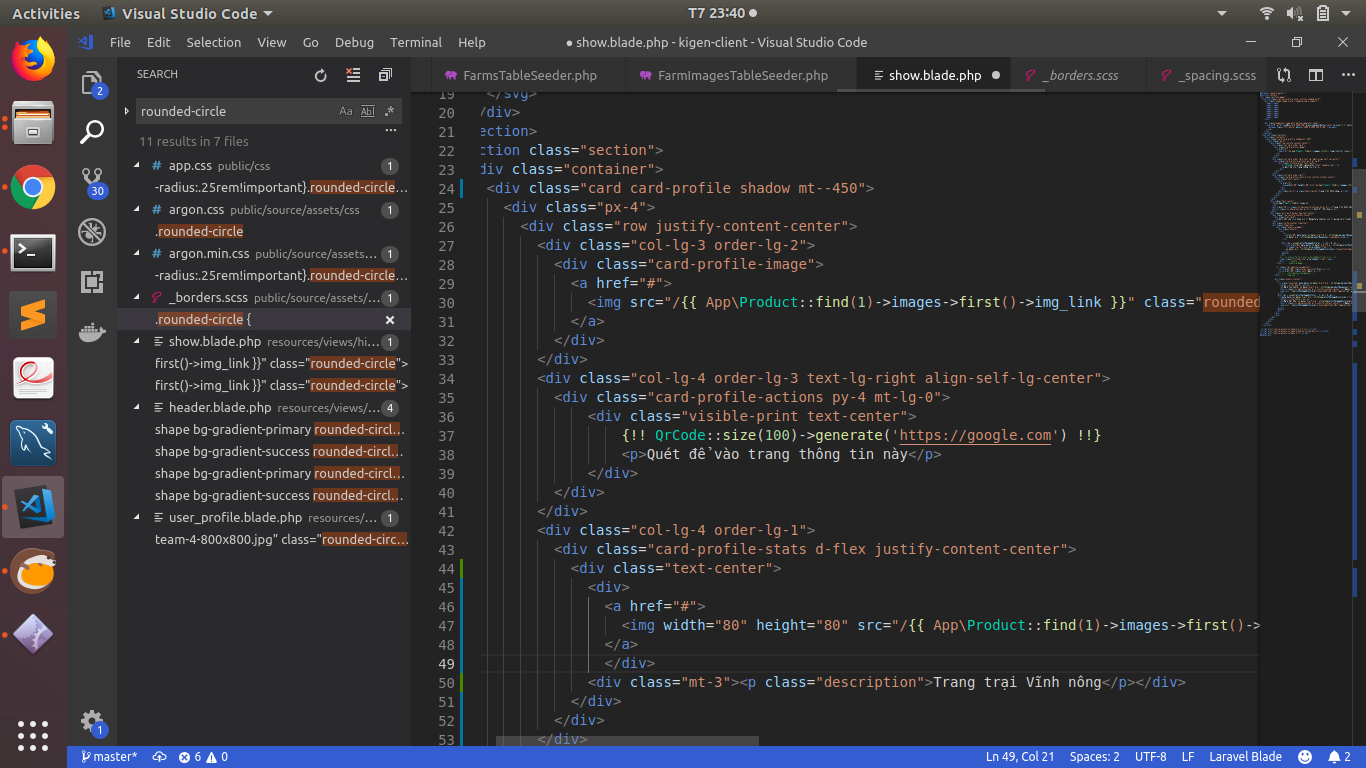 Activities
Visual Studio Code
T7 23:40
File Edit Selection View Go Debug Terminal Help
● show.blade.php - kigen-client - Visual Studio Code
SEARCH
FarmsTableSeeder.php
FarmImagesTableSeeder.php
show.blade.php
_borders.scss
_spacing.scss
rounded-circle
Aa Abl .*
11 results in 7 files
app.css public/css 1
-radius:.25rem!important}.rounded-circle...
argon.css public/source/assets/css 1
.rounded-circle
argon.min.css public/source/assets... 1
-radius:.25rem!important}.rounded-circle...
_borders.scss public/source/assets/... 1
.rounded-circle {
show.blade.php resources/views/hi... 1
first()->img_link }}" class="rounded-circle">
first()->img_link }}" class="rounded-circle">
header.blade.php resources/views/... 4
shape bg-gradient-primary rounded-circl...
shape bg-gradient-success rounded-circl...
shape bg-gradient-primary rounded-circl...
shape bg-gradient-success rounded-circl...
user_profile.blade.php resources/... 1
team-4-800x800.jpg" class="rounded-circ...
2
30
1
19 </svg>
20 /div>
21 ection>
22 ction class="section">
23 div class="container">
24 <div class="card card-profile shadow mt--450">
25 <div class="px-4">
26 <div class="row justify-content-center">
27 <div class="col-lg-3 order-lg-2">
28 <div class="card-profile-image">
29 <a href="#">
30 <img src="/{{ App\Product::find(1)->images->first()->img_link }}" class="rounded
31 </a>
32 </div>
33 </div>
34 <div class="col-lg-4 order-lg-3 text-lg-right align-self-lg-center">
35 <div class="card-profile-actions py-4 mt-lg-0">
36 <div class="visible-print text-center">
37 {!! QrCode::size(100)->generate('https://google.com') !!}
38 <p>Quét để vào trang thông tin này</p>
39 </div>
40 </div>
41 </div>
42 <div class="col-lg-4 order-lg-1">
43 <div class="card-profile-stats d-flex justify-content-center">
44 <div class="text-center">
45 <div>
46 <a href="#">
47 <img width="80" height="80" src="/{{ App\Product::find(1)->images->first()->
48 </a>
49 </div>
50 <div class="mt-3"><p class="description">Trang trại Vĩnh nông</p></div>
51 </div>
52 </div>
53 </div>
master* 6 0
Ln 49, Col 21 Spaces: 2 UTF-8 LF Laravel Blade 2